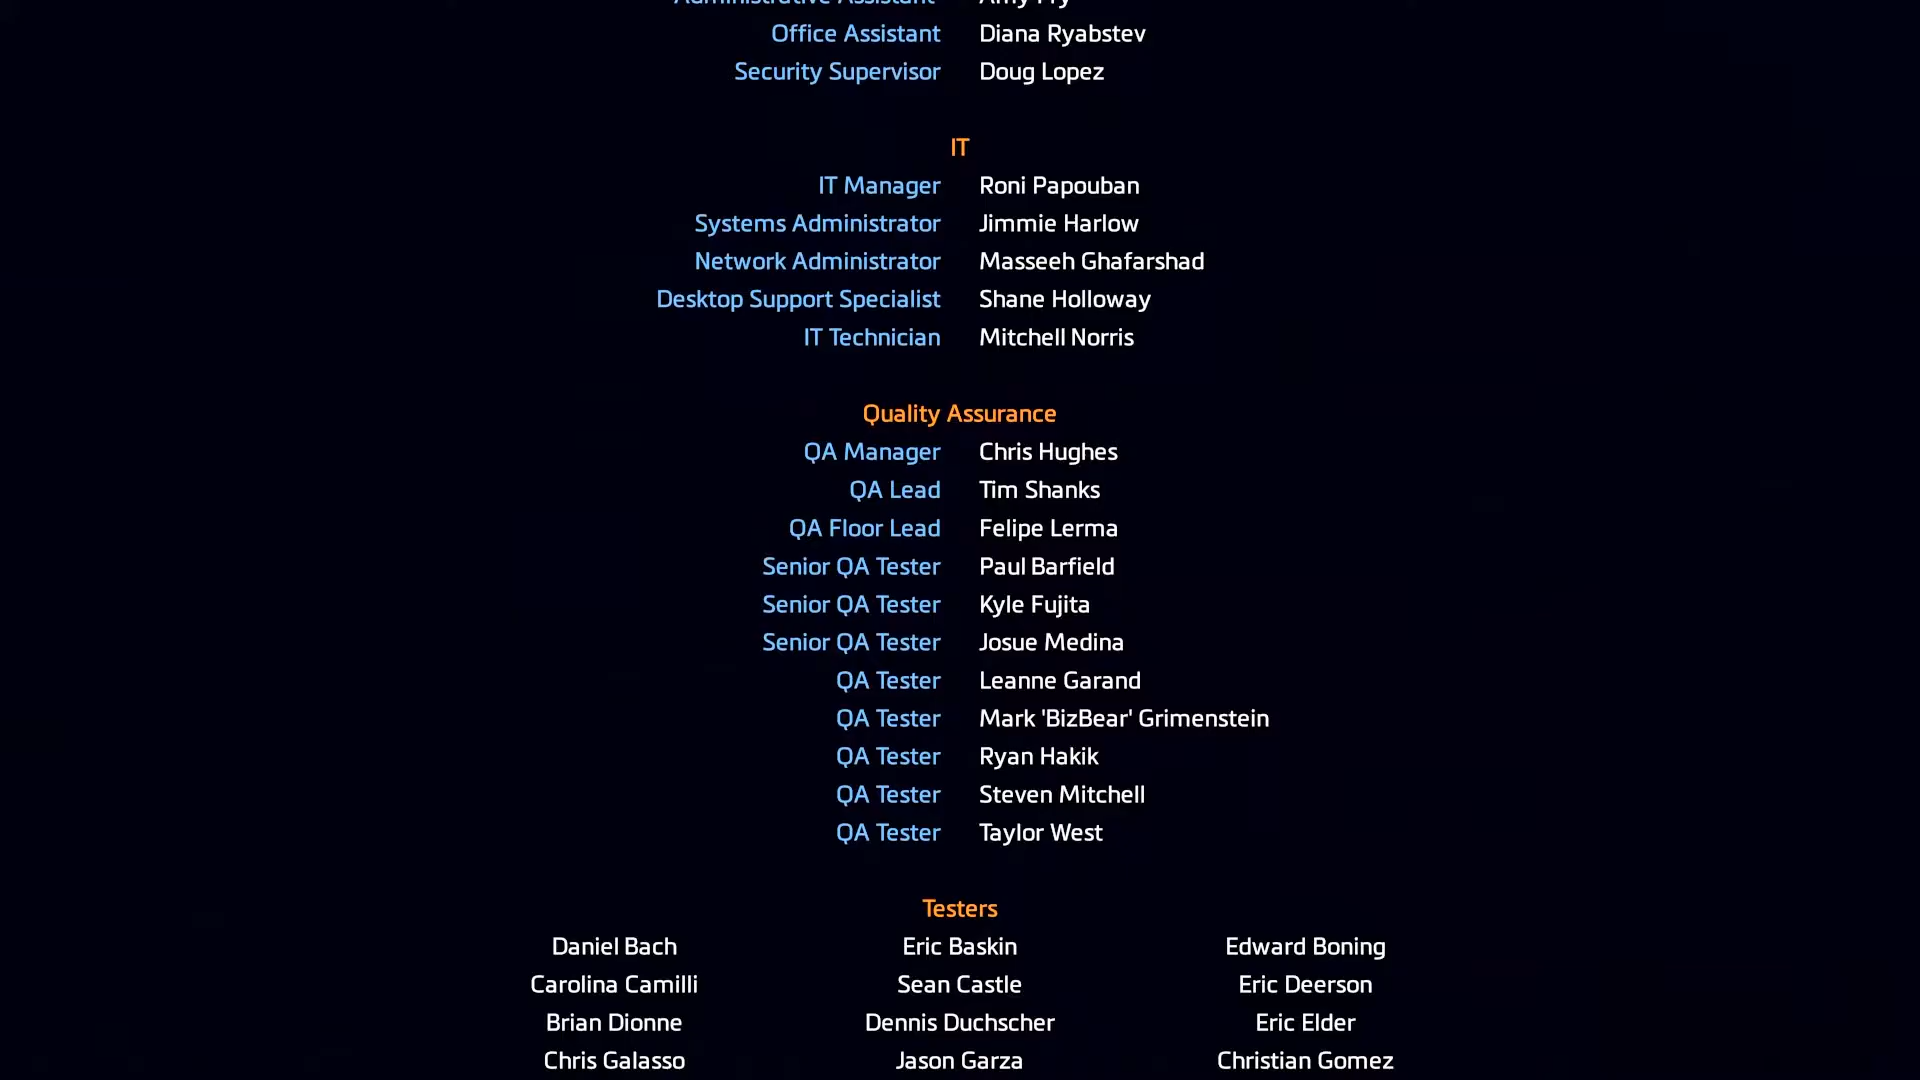 Administrative Assistant Amy Fry
Office Assistant Diana Ryabstev
Security Supervisor Doug Lopez
IT
IT Manager Roni Papouban
Systems Administrator Jimmie Harlow
Network Administrator Masseeh Ghafarshad
Desktop Support Specialist Shane Holloway
IT Technician Mitchell Norris
Quality Assurance
QA Manager Chris Hughes
QA Lead Tim Shanks
QA Floor Lead Felipe Lerma
Senior QA Tester Paul Barfield
Senior QA Tester Kyle Fujita
Senior QA Tester Josue Medina
QA Tester Leanne Garand
QA Tester Mark 'BizBear' Grimenstein
QA Tester Ryan Hakik
QA Tester Steven Mitchell
QA Tester Taylor West
Testers
Daniel Bach Eric Baskin Edward Boning
Carolina Camilli Sean Castle Eric Deerson
Brian Dionne Dennis Duchscher Eric Elder
Chris Galasso Jason Garza Christian Gomez